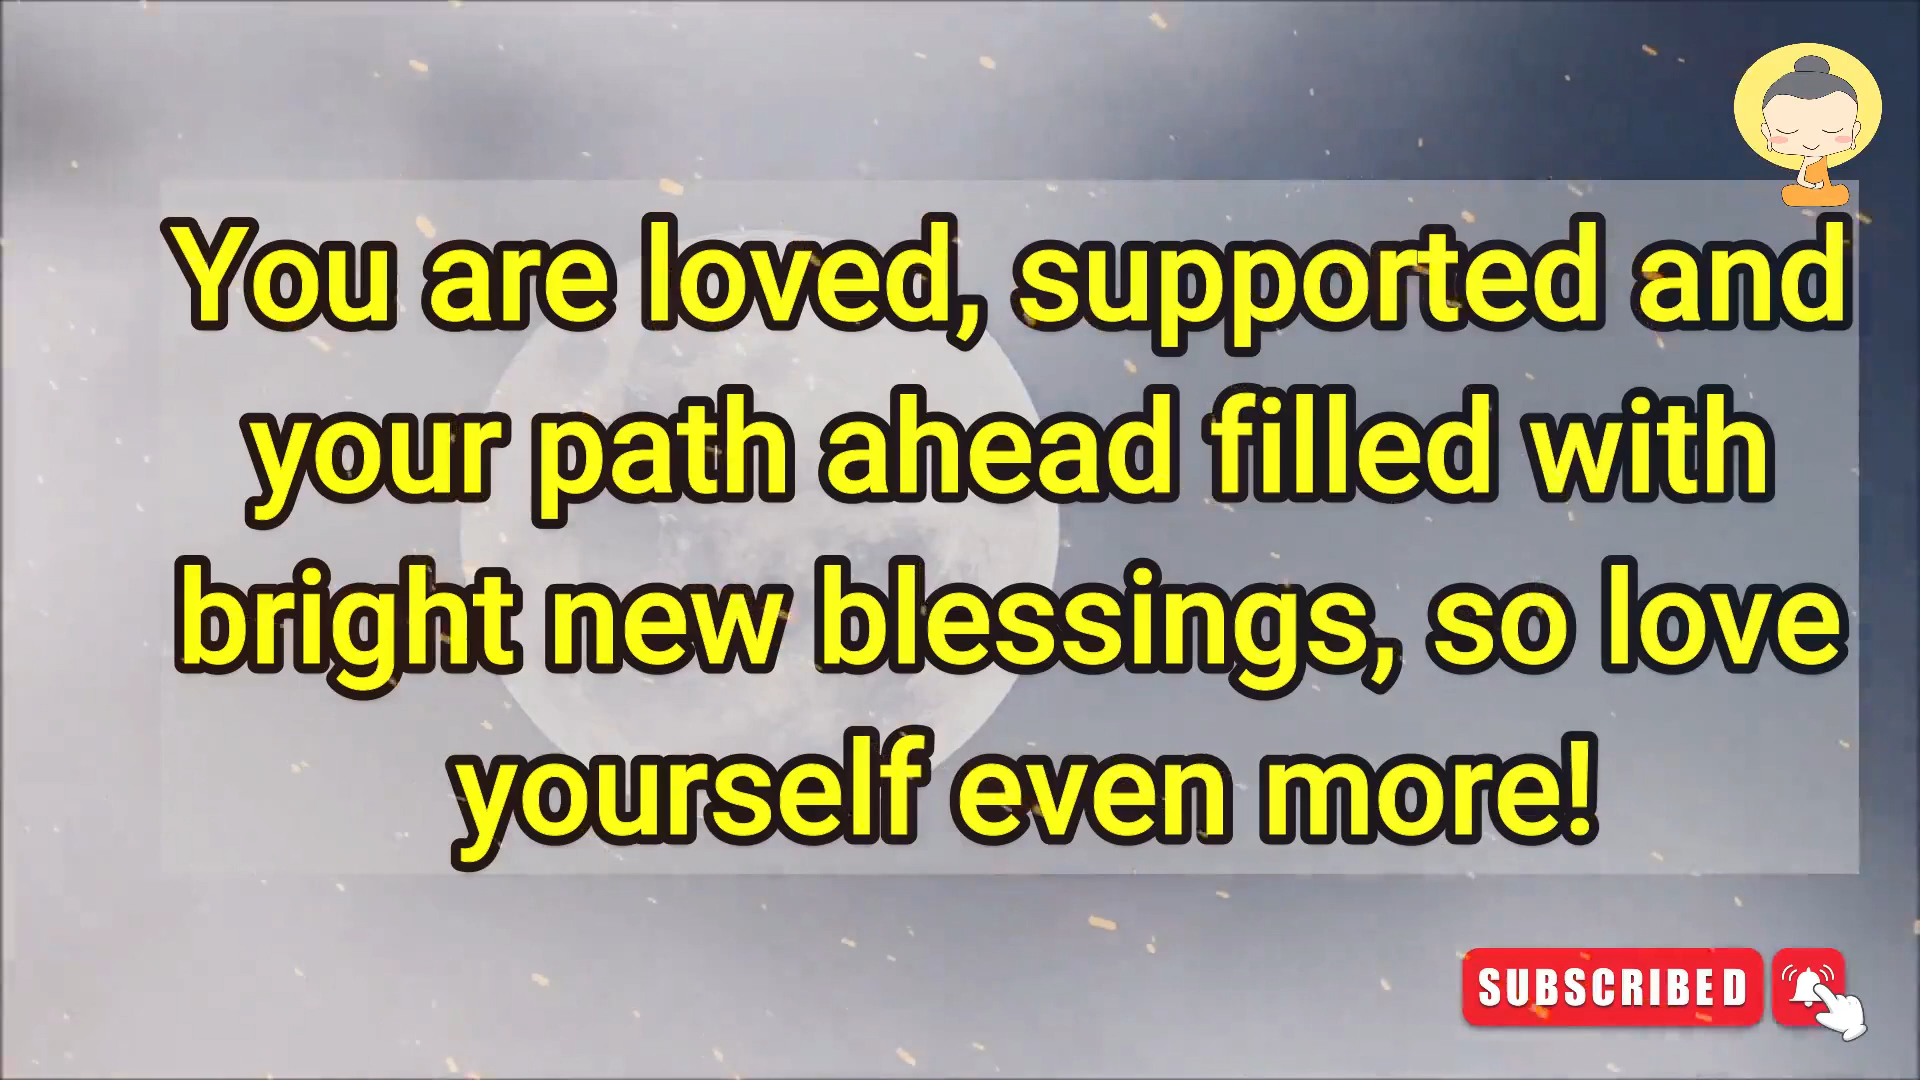 You are loved, supported and
your path ahead filled with
bright new blessings, so love
yourself even more!
SUBSCRIBED